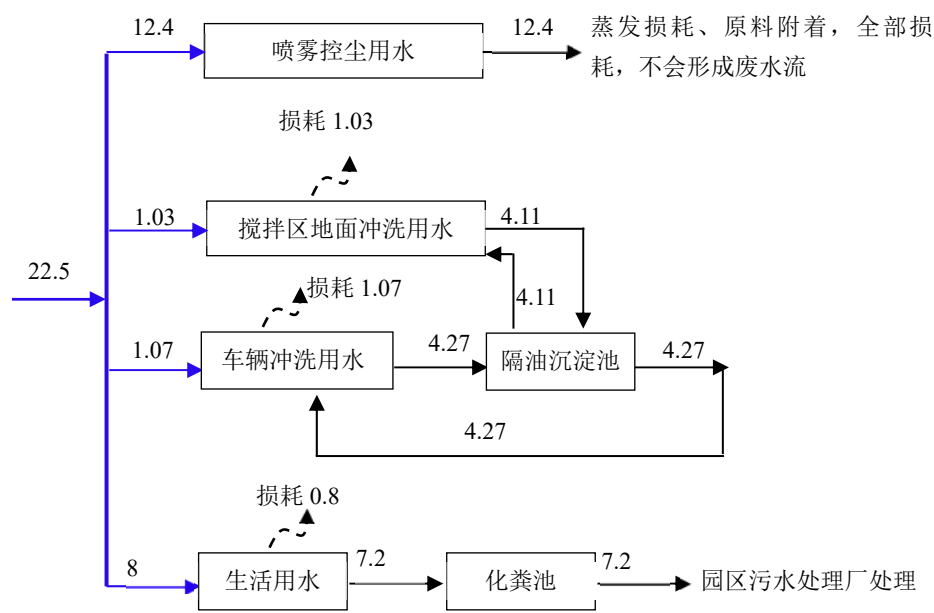 12.4
喷雾控尘用水
12.4
蒸发损耗、原料附着，全部损
耗，不会形成废水流
损耗 1.03
1.03
搅拌区地面冲洗用水
4.11
22.5
损耗 1.07
4.11
1.07
车辆冲洗用水
4.27
隔油沉淀池
4.27
4.27
损耗 0.8
8
生活用水
7.2
化粪池
7.2
园区污水处理厂处理